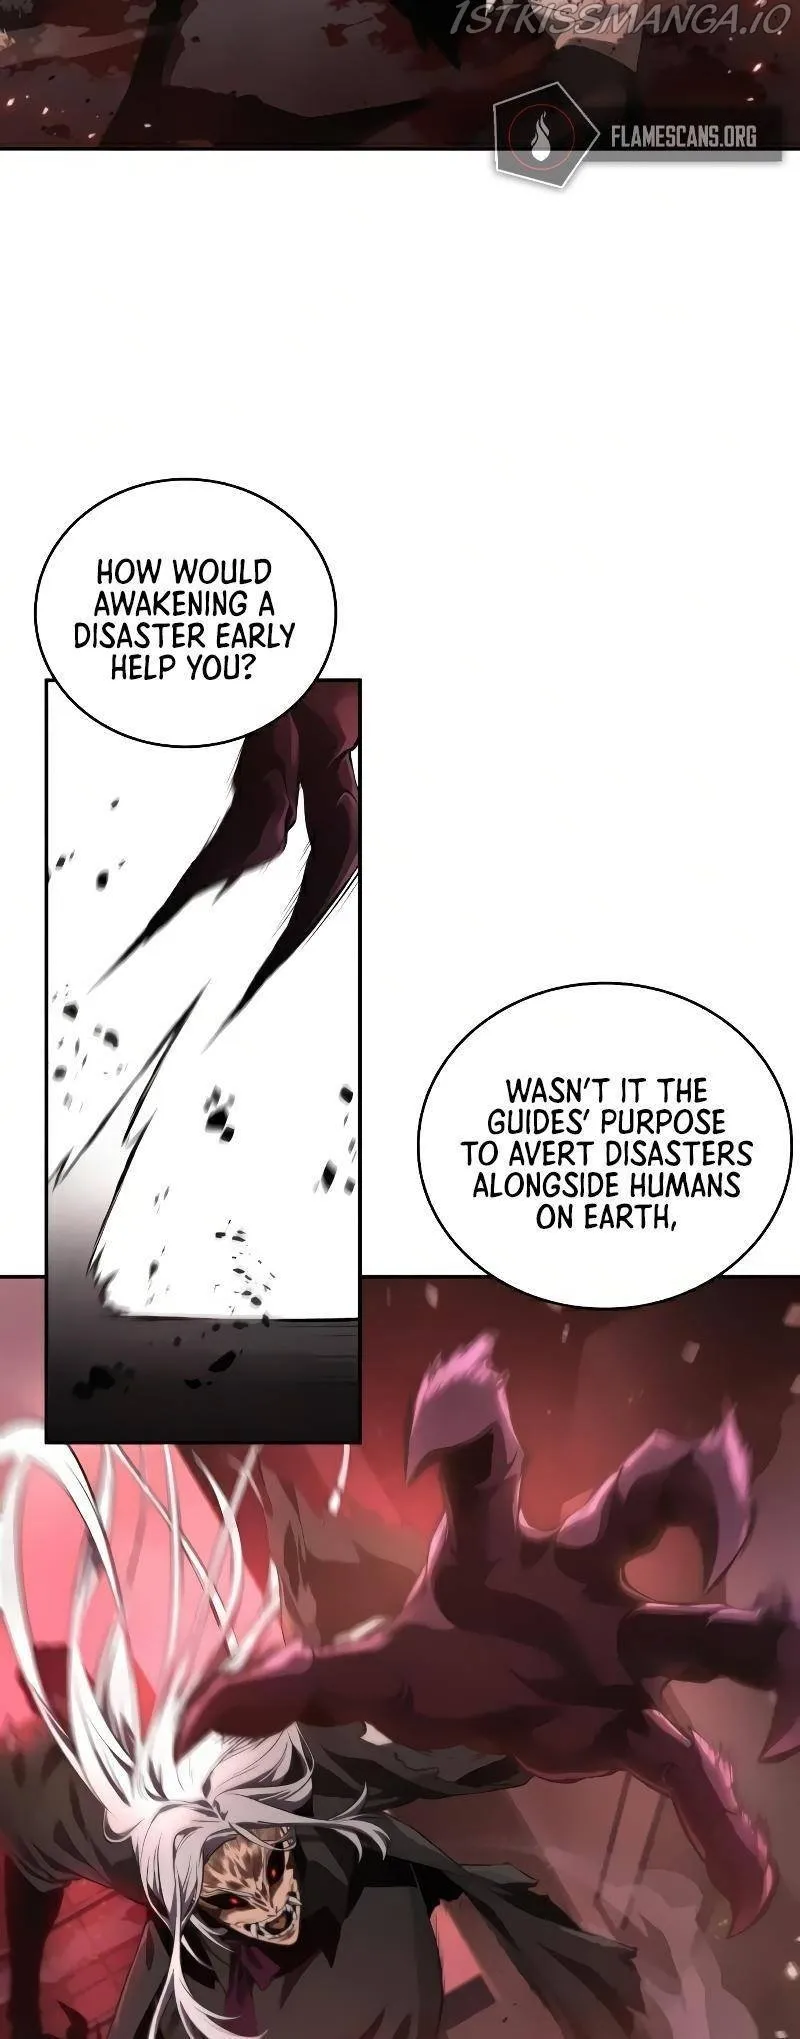 1STKISSMANGA.IO
FLAMESCANS.ORG
HOW WOULD
AWAKENING A
DISASTER EARLY
HELP YOU?
WASN'T IT THE
GUIDES' PURPOSE
TO AVERT DISASTERS
ALONGSIDE HUMANS
ON EARTH,